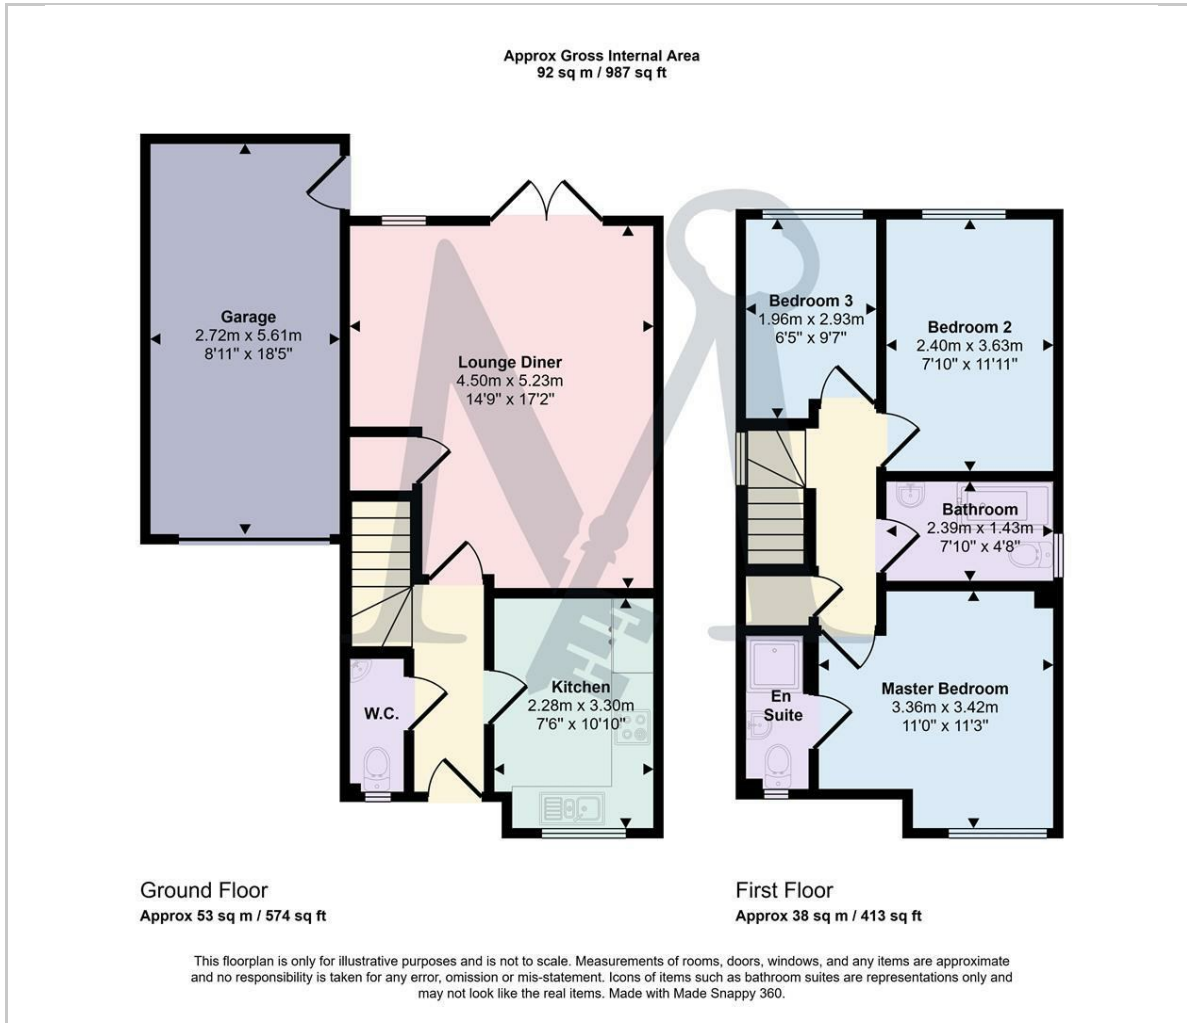 Approx Gross Internal Area
92 sq m / 987 sq ft
Garage
2.72m x 5.61m
8'11" x 18'5"
Lounge Diner
4.50m x 5.23m
14'9" x 17'2"
W.C.
Kitchen
2.28m x 3.30m
7'6" x 10'10"
Bedroom 3
1.96m x 2.93m
6'5" x 9'7"
Bedroom 2
2.40m x 3.63m
7'10" x 11'11"
Bathroom
2.39m x 1.43m
7'10" x 4'8"
En
Suite
Master Bedroom
3.36m x 3.42m
11'0" x 11'3"
Ground Floor
Approx 53 sq m / 574 sq ft
First Floor
Approx 38 sq m / 413 sq ft
This floorplan is only for illustrative purposes and is not to scale. Measurements of rooms, doors, windows, and any items are approximate
and no responsibility is taken for any error, omission or mis-statement. Icons of items such as bathroom suites are representations only and
may not look like the real items. Made with Made Snappy 360.